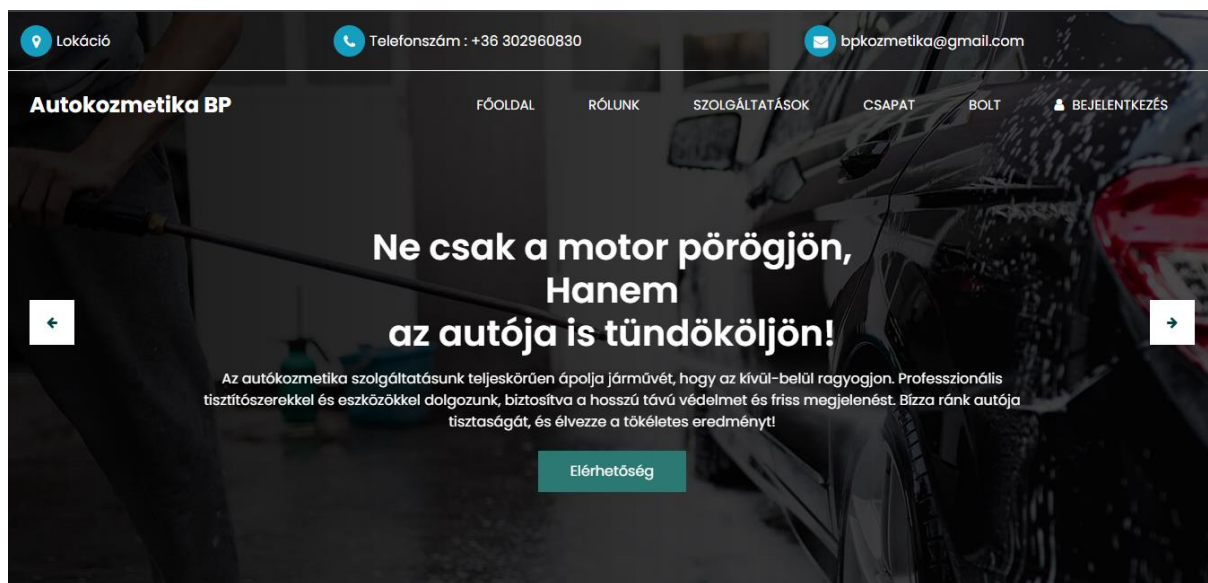 Lokáció
Telefonszám : +36 302960830
bpkozmetika@gmail.com
Autokozmetika BP
FŐOLDAL
RÓLUNK
SZOLGÁLTATÁSOK
CSAPAT
BOLT
BEJELENTKEZÉS
Ne csak a motor pörögjön,
Hanem
az autója is tündököljön!
Az autókozmetika szolgáltatásunk teljeskörűen ápolja járművét, hogy az kívül-belül ragyogjon. Professzionális
tisztítószerekkel és eszközökkel dolgozunk, biztosítva a hosszú távú védelmet és friss megjelenést. Bízza ránk autója
tisztaságát, és élvezze a tökéletes eredményt!
Elérhetőség